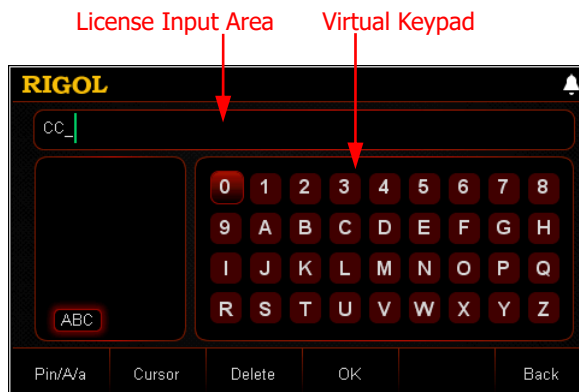 License Input Area Virtual Keypad
RIGOL
CC_
0 1 2 3 4 5 6 7 8
9 A B C D E F G H
I J K L M N O P Q
R S T U V W X Y Z
ABC
Pin/A/a Cursor Delete OK Back